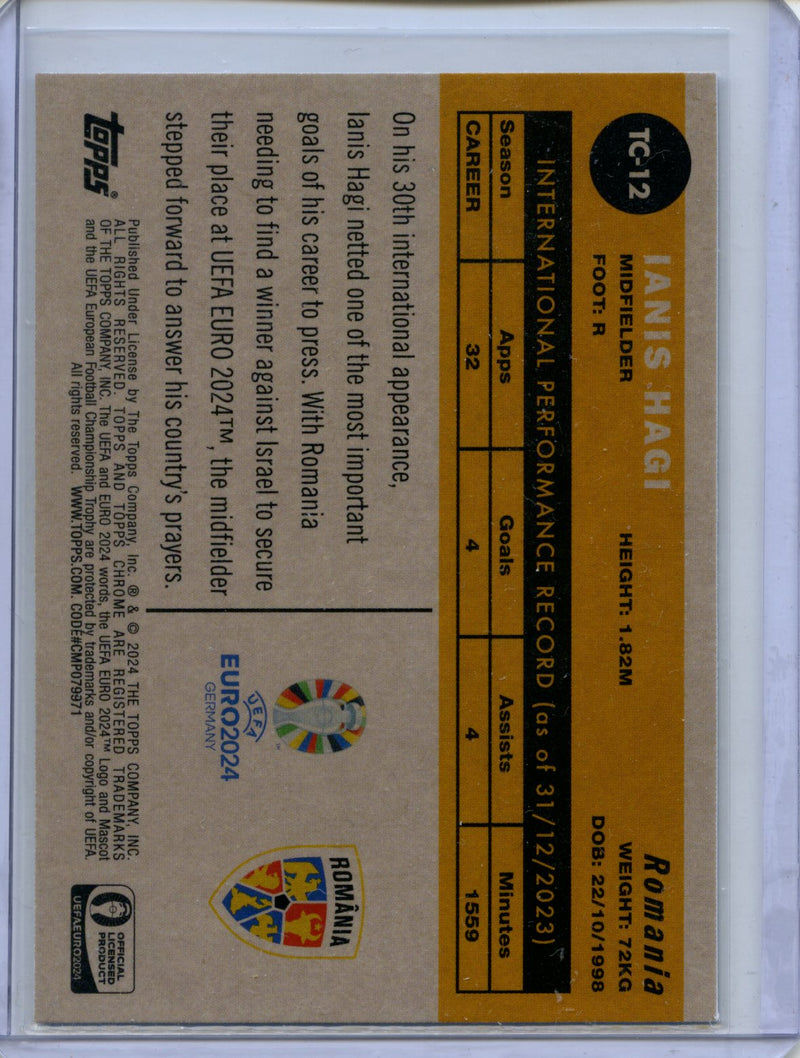 TC-12
IANIS HAGI
Romania
MIDFIELDER
HEIGHT: 1.82M
WEIGHT: 72KG
FOOT: R
DOB: 22/10/1998
INTERNATIONAL PERFORMANCE RECORD (as of 31/12/2023)
Season Apps Goals Assists Minutes
CAREER 32 4 4 1559
On his 30th international appearance,
Ianis Hagi netted one of the most important
goals of his career to press. With Romania
needing to find a winner against Israel to secure
their place at UEFA EURO 2024™, the midfielder
stepped forward to answer his country's prayers.
UEFA
EURO2024
GERMANY
™
ROMÂNIA
topps®
Published Under License by The Topps Company, Inc. ® & © 2024 THE TOPPS COMPANY, INC.
ALL RIGHTS RESERVED. TOPPS AND TOPPS CHROME ARE REGISTERED TRADEMARKS
OF THE TOPPS COMPANY, INC. The UEFA and EURO 2024 words, the UEFA EURO 2024™ Logo and Mascot
and the UEFA European Football Championship Trophy are protected by trademarks and/or copyright of UEFA.
All rights reserved. WWW.TOPPS.COM. CODE#CMP079971
OFFICIAL
LICENSED
PRODUCT
UEFAEURO2024